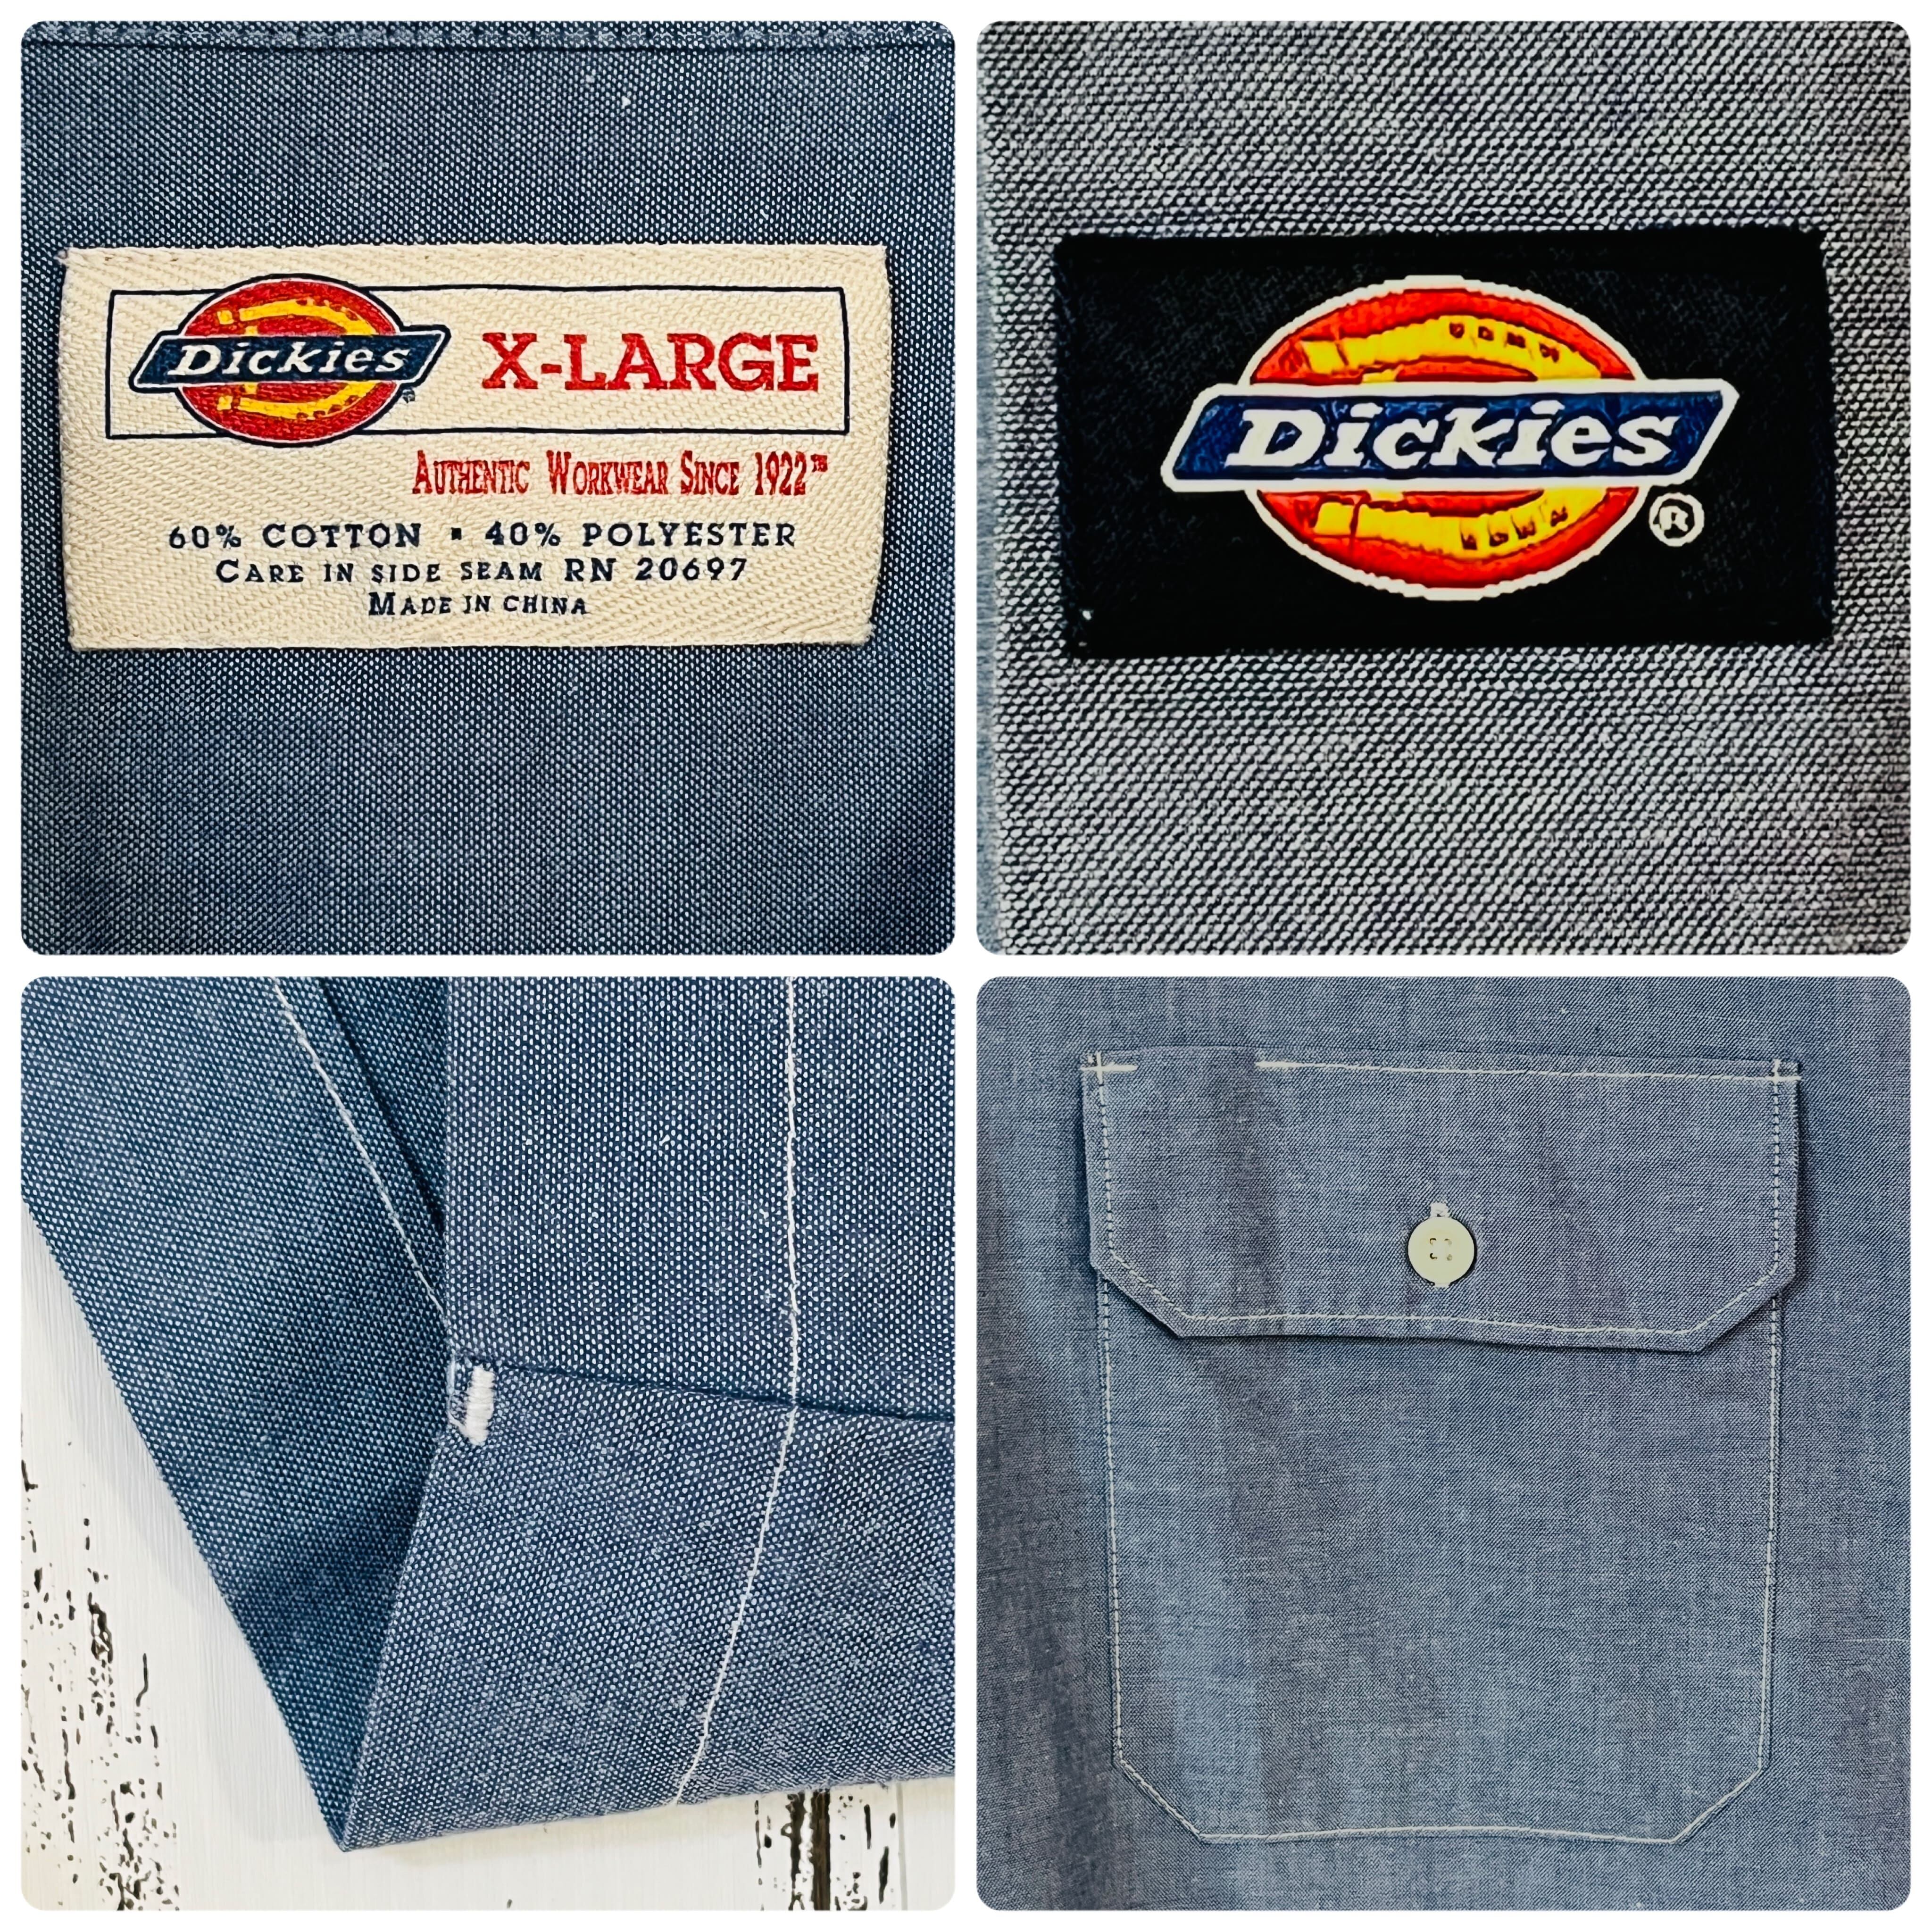 Dickies®
X-LARGE
AUTHENTIC WORKWEAR SINCE 1922™
60% COTTON ▪ 40% POLYESTER
CARE IN SIDE SEAM RN 20697
MADE IN CHINA
Dickies®